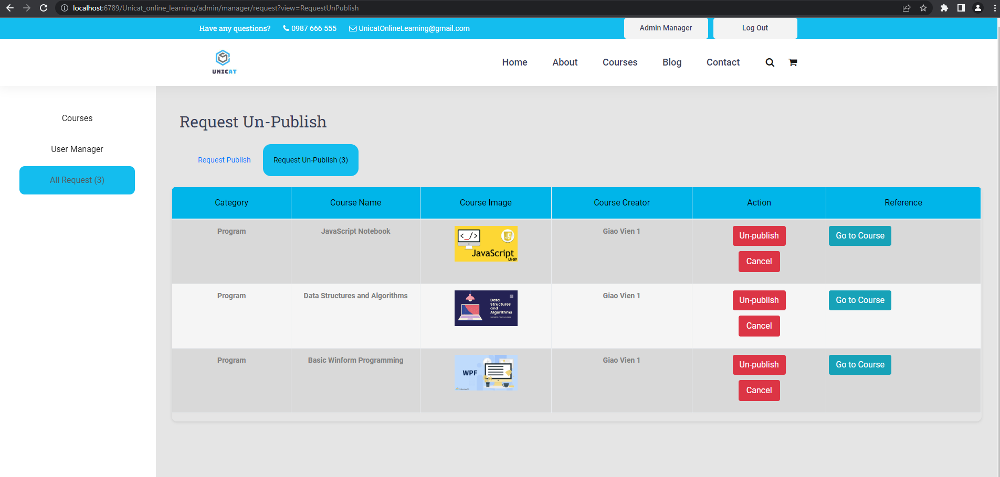 localhost:6789/Unicat_online_learning/admin/manager/request?view=RequestUnPublish
Have any questions? 0987 666 555 UnicatOnlineLearning@gmail.com Admin Manager Log Out
UNICAT
Home About Courses Blog Contact
Courses
User Manager
All Request (3)
Request Un-Publish
Request Publish Request Un-Publish (3)
Category Course Name Course Image Course Creator Action Reference
Program JavaScript Notebook Giao Vien 1 Un-publish Go to Course
<_/> JS
JavaScript
LÀ GÌ?
Cancel
Program Data Structures and Algorithms Giao Vien 1 Un-publish Go to Course
Data
Structures
and
Algorithms
Tutorials and Courses
Cancel
Program Basic Winform Programming Giao Vien 1 Un-publish Go to Course
WPF
Cancel